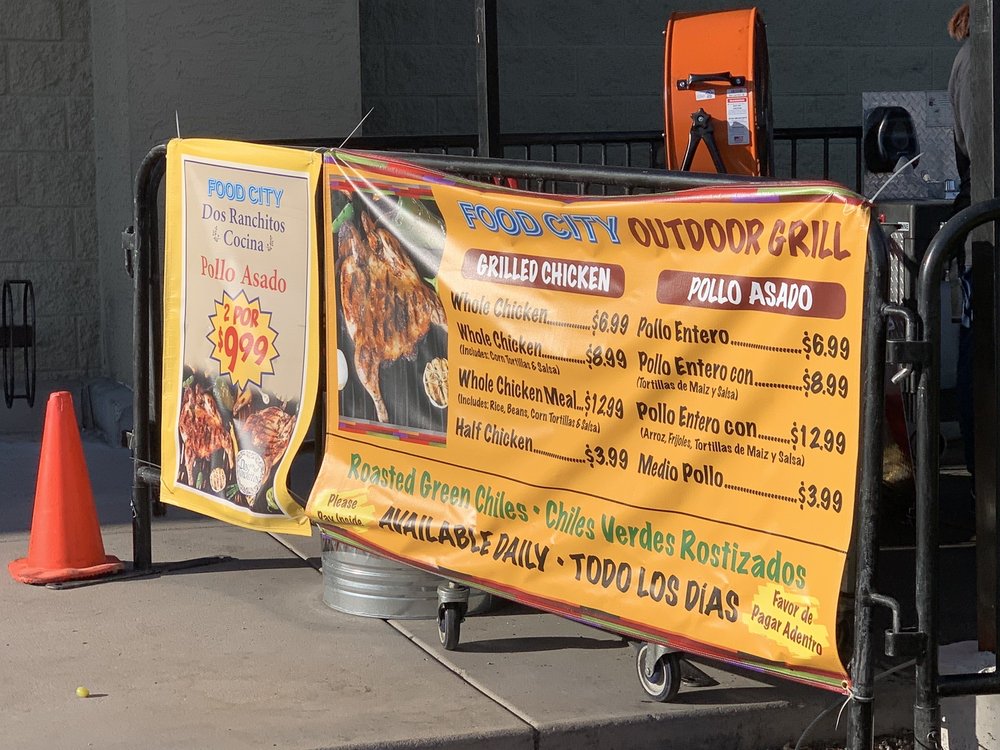 FOOD CITY
Dos Ranchitos
Cocina
Pollo Asado
2 POR
$9.99
FOOD CITY OUTDOOR GRILL
GRILLED CHICKEN
Whole Chicken...............$6.99
Whole Chicken...........$8.99
(Includes: Corn Tortillas & Salsa)
Whole Chicken Meal...$12.99
(Includes: Rice, Beans, Corn Tortillas & Salsa)
Half Chicken.............$3.99
POLLO ASADO
Pollo Entero..................$6.99
Pollo Entero con............$8.99
(Tortillas de Maiz y Salsa)
Pollo Entero con........$12.99
(Arroz, Frijoles, Tortillas de Maiz y Salsa)
Medio Pollo..................$3.99
Roasted Green Chiles • Chiles Verdes Rostizados
Please
Pay Inside
AVAILABLE DAILY • TODO LOS DÍAS
Favor de
Pagar Adentro